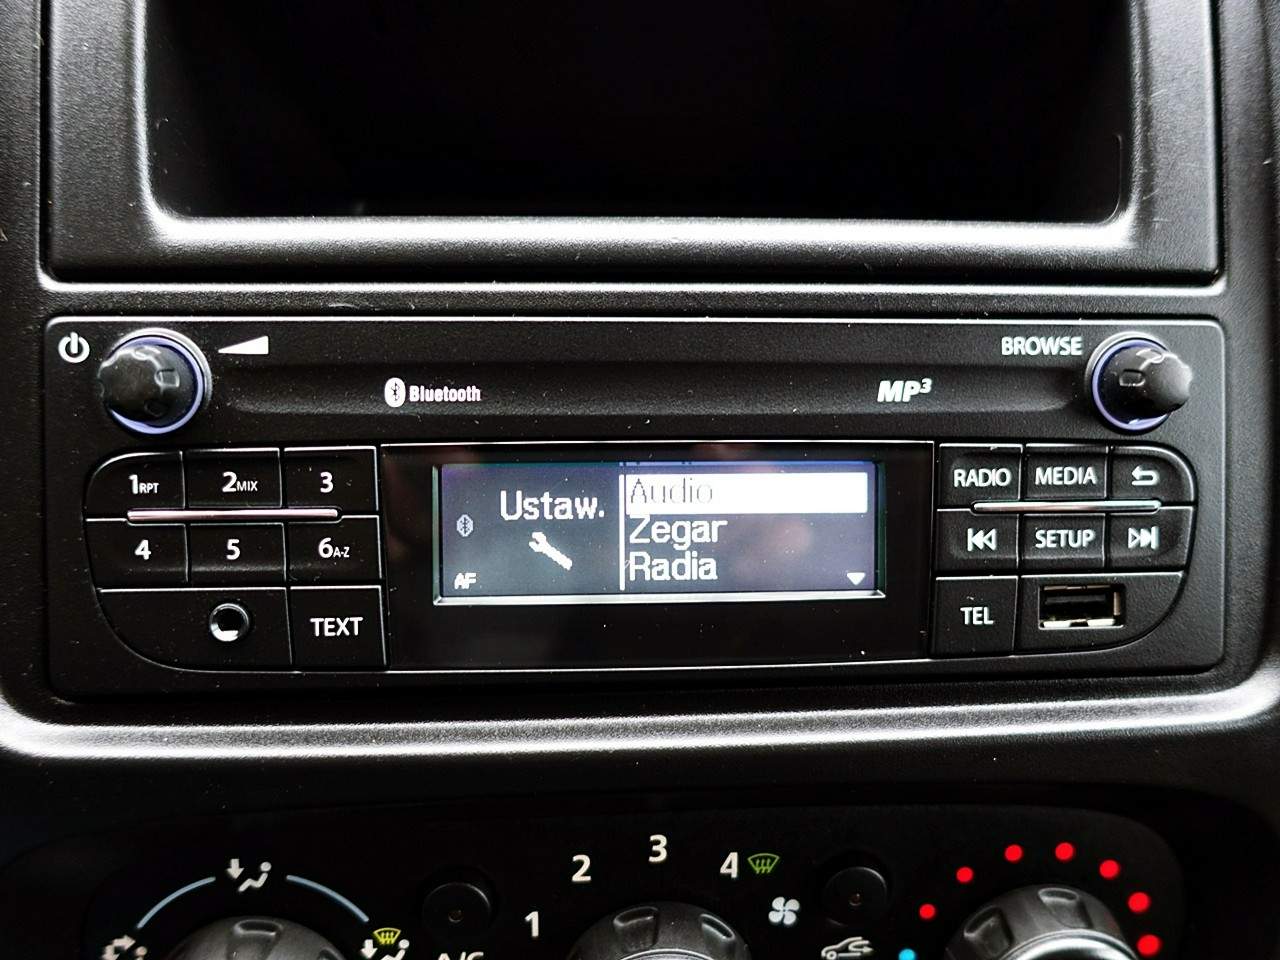 BROWSE
Bluetooth
MP3
1RPT 2MIX 3
4 5 6A-Z
TEXT
Ustaw.
AF
Audio
Zegar
Radia
RADIO MEDIA
SETUP
TEL
1 2 3 4